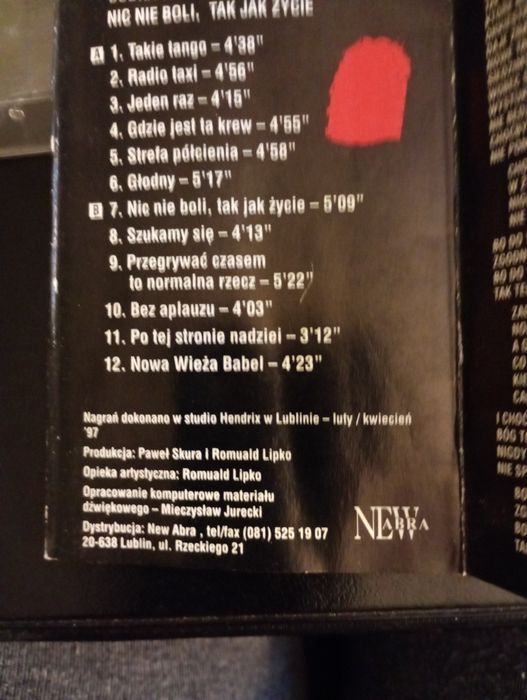 NIC NIE BOLI, TAK JAK ŻYCIE
A 1. Takie tango – 4'38"
2. Radio taxi – 4'56"
3. Jeden raz – 4'15"
4. Gdzie jest ta krew – 4'55"
5. Strefa półcienia – 4'58"
6. Głodny – 5'17"
B 7. Nic nie boli, tak jak życie – 5'09"
8. Szukamy się – 4'13"
9. Przegrywać czasem
to normalna rzecz – 5'22"
10. Bez aplauzu – 4'03"
11. Po tej stronie nadziei – 3'12"
12. Nowa Wieża Babel – 4'23"
Nagrań dokonano w studio Hendrix w Lublinie – luty / kwiecień
'97
Produkcja: Paweł Skura i Romuald Lipko
Opieka artystyczna: Romuald Lipko
Opracowanie komputerowe materiału
dźwiękowego – Mieczysław Jurecki
Dystrybucja: New Abra , tel/fax (081) 525 19 07
20-638 Lublin, ul. Rzeckiego 21
NEW ABRA